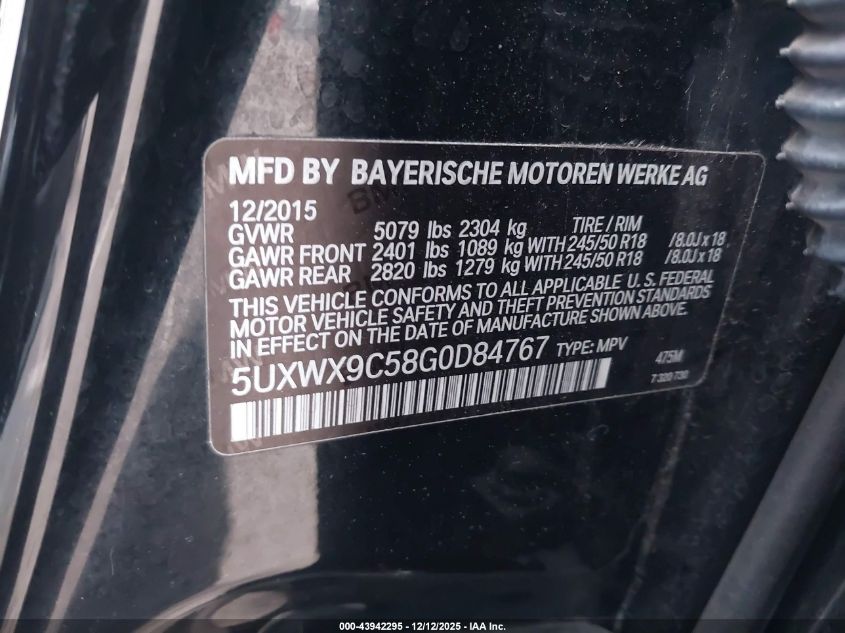 MFD BY BAYERISCHE MOTOREN WERKE AG
12/2015
GVWR 5079 lbs 2304 kg TIRE / RIM
GAWR FRONT 2401 lbs 1089 kg WITH 245/50 R18 /8.0J x 18
GAWR REAR 2820 lbs 1279 kg WITH 245/50 R18 /8.0J x 18
THIS VEHICLE CONFORMS TO ALL APPLICABLE U.S. FEDERAL
MOTOR VEHICLE SAFETY AND THEFT PREVENTION STANDARDS
IN EFFECT ON THE DATE OF MANUFACTURE SHOWN ABOVE.
5UXWX9C58G0D84767 TYPE: MPV 475M
7 320 730
000-43942295 - 12/12/2025 - IAA Inc.